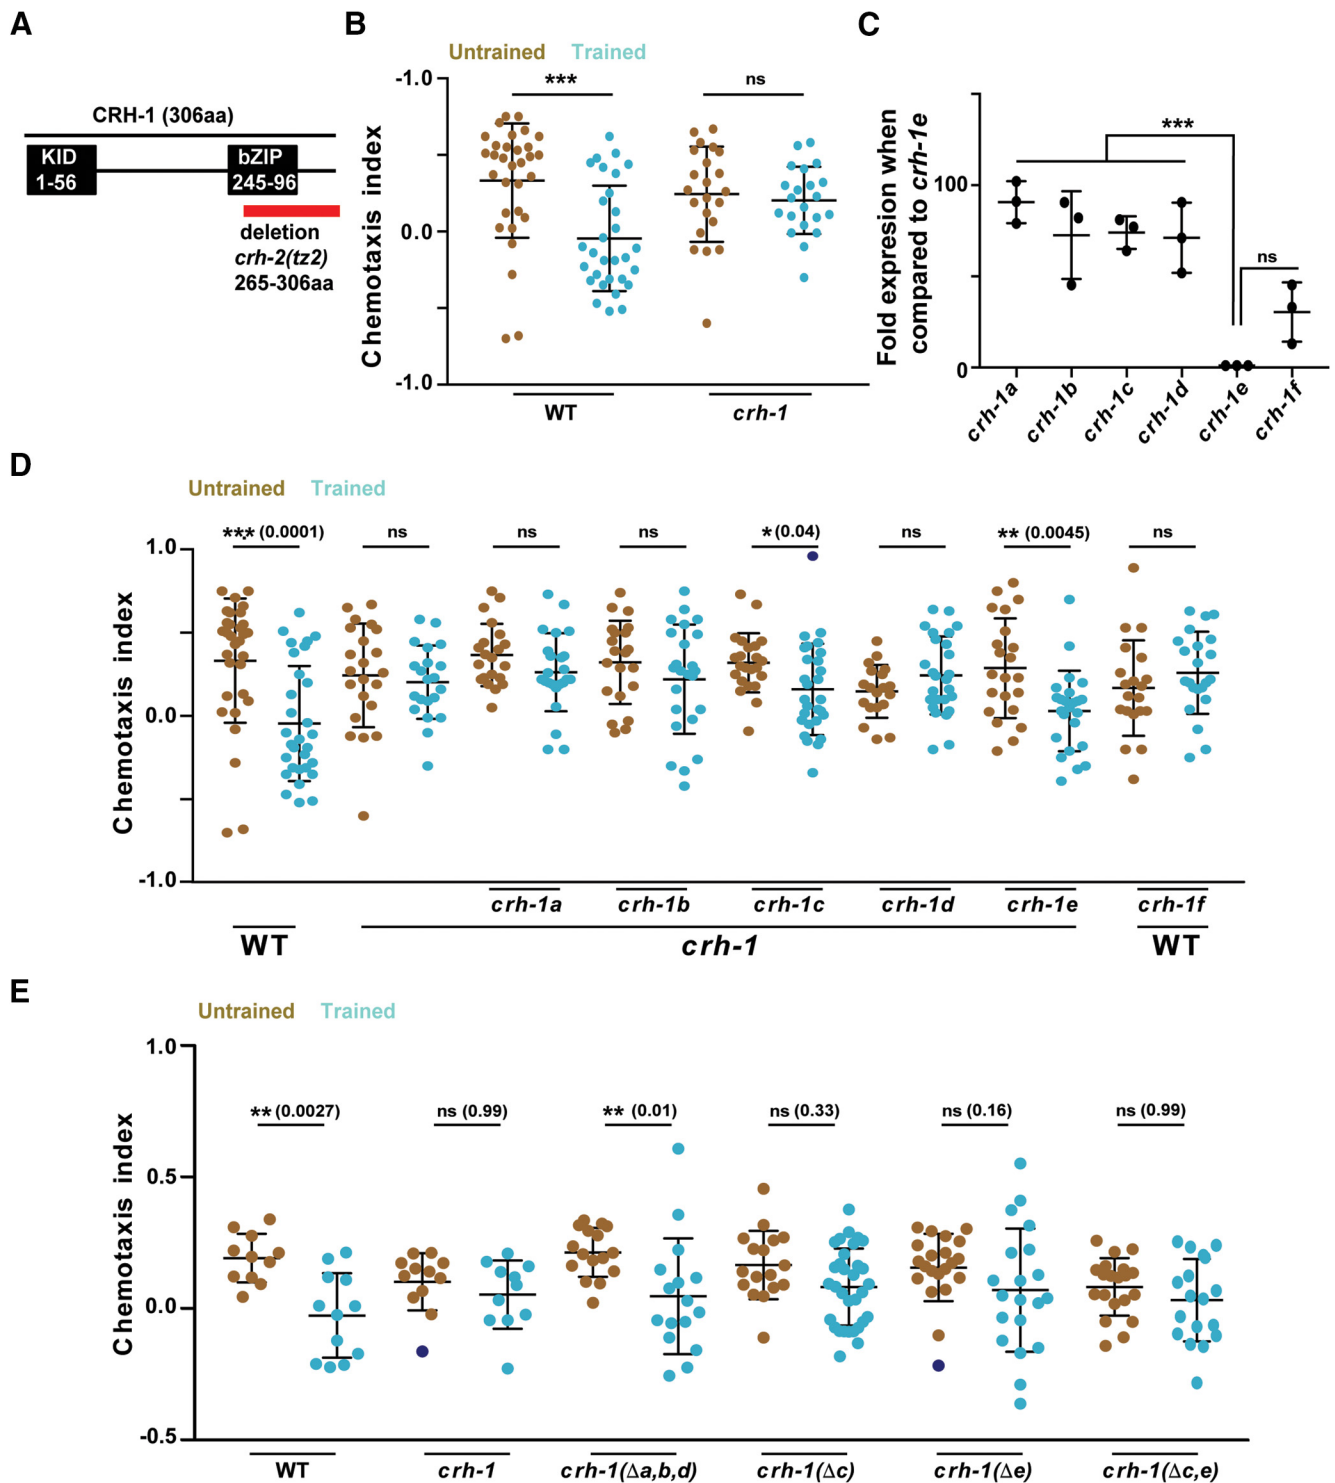 A
CRH-1 (306aa)
KID
1-56
bZIP
245-96
deletion
crh-2(tz2)
265-306aa
B
Untrained Trained
*** ns
-1.0
0.0
-1.0
Chemotaxis index
WT crh-1
C
Fold expresion when
compared to crh-1e
***
ns
100
0
crh-1a crh-1b crh-1c crh-1d crh-1e crh-1f
D
Untrained Trained
*** (0.0001) ns ns ns * (0.04) ns ** (0.0045) ns
1.0
0.0
-1.0
Chemotaxis index
crh-1a crh-1b crh-1c crh-1d crh-1e crh-1f
WT crh-1 WT
E
Untrained Trained
1.0
0.5
0.0
-0.5
Chemotaxis index
** (0.0027) ns (0.99) ** (0.01) ns (0.33) ns (0.16) ns (0.99)
WT crh-1 crh-1(Δa,b,d) crh-1(Δc) crh-1(Δe) crh-1(Δc,e)